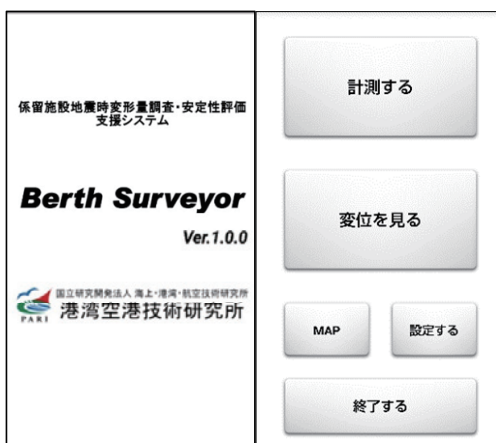 係留施設地震時変形量調査・安定性評価
支援システム
Berth Surveyor
Ver.1.0.0
国立研究開発法人 海上・港湾・航空技術研究所
港湾空港技術研究所
PARI
計測する
変位を見る
MAP
設定する
終了する